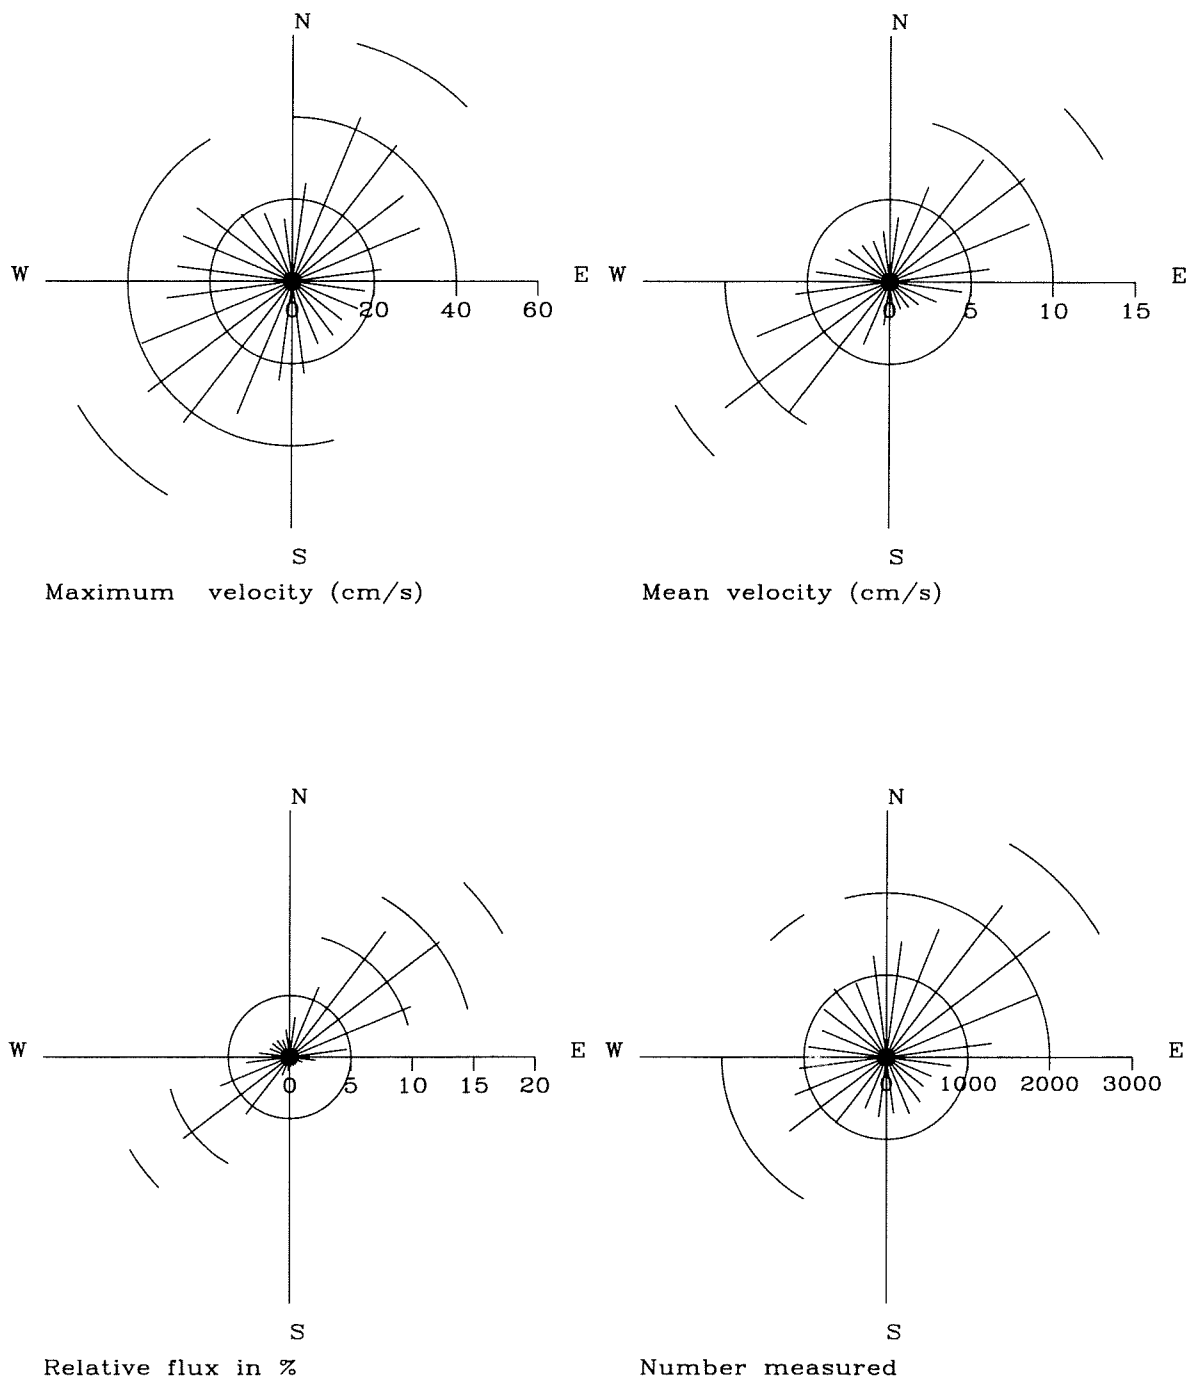 N
W E
0 20 40 60
S
Maximum velocity (cm/s)
N
W E
0 5 10 15
S
Mean velocity (cm/s)
N
W E
0 5 10 15 20
S
Relative flux in %
N
W E
0 1000 2000 3000
S
Number measured